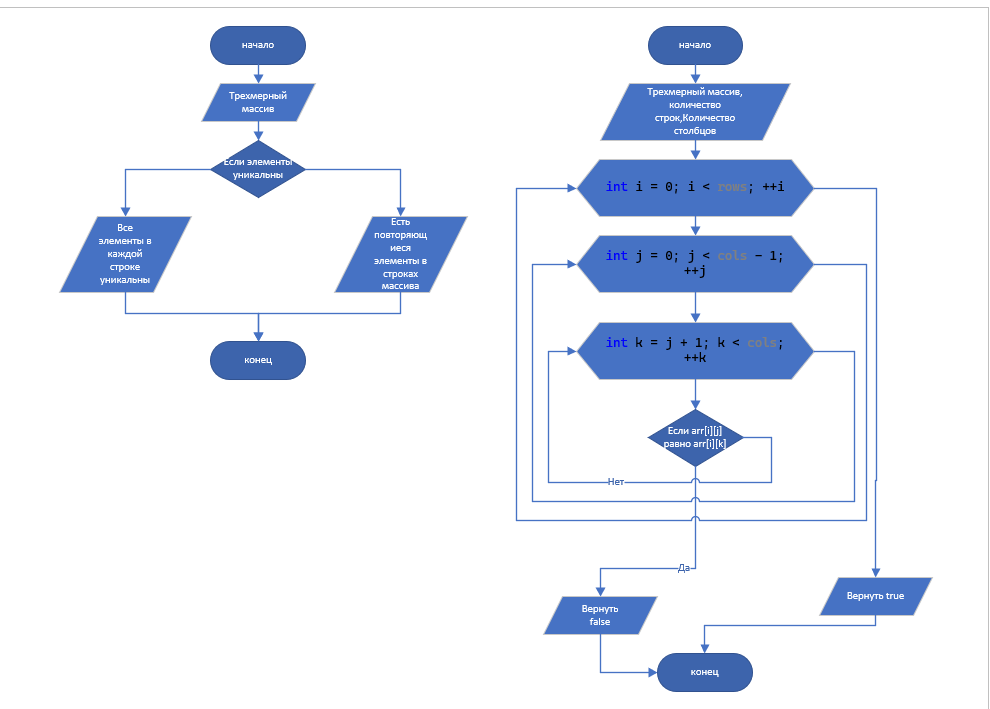 начало
Трехмерный
массив
Если элементы
уникальны
Все
элементы в
каждой
строке
уникальны
Есть
повторяющ
иеся
элементы в
строках
массива
конец
начало
Трехмерный массив,
количество
строк,Количество
столбцов
int i = 0; i < rows; ++i
int j = 0; j < cols - 1;
++j
int k = j + 1; k < cols;
++k
Если arr[i][j]
равно arr[i][k]
Нет
Да
Вернуть
false
Вернуть true
конец